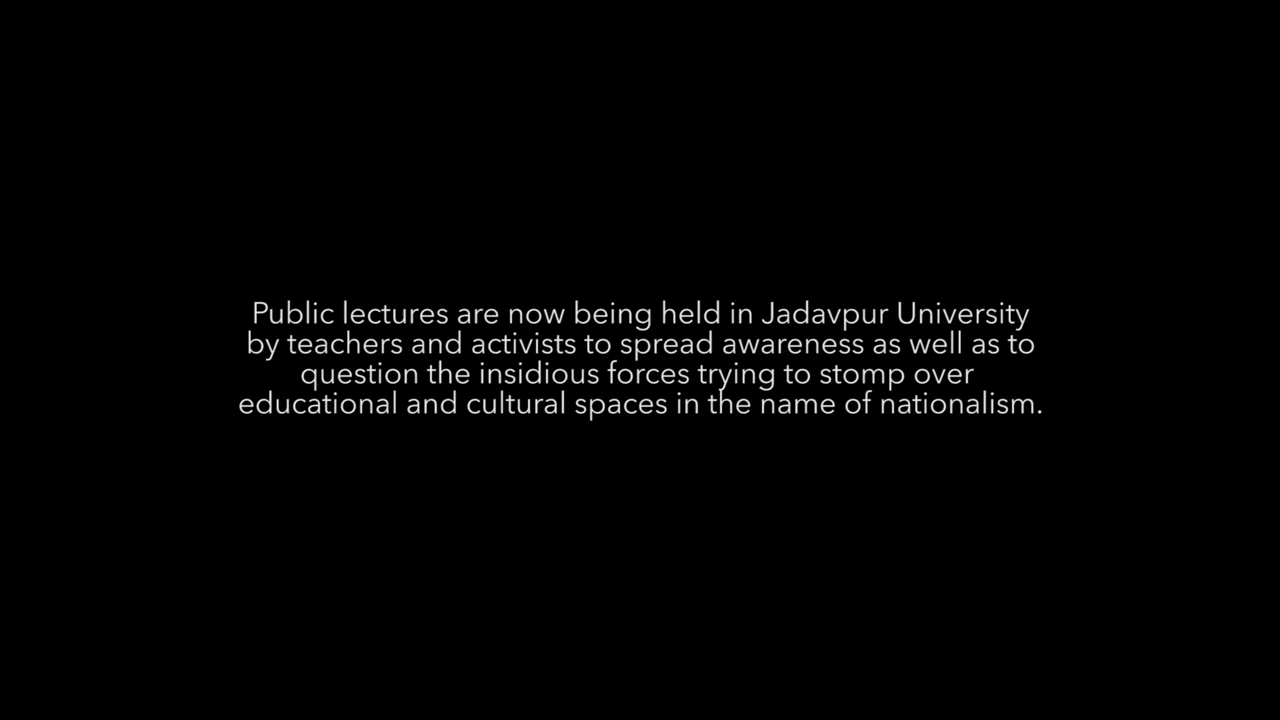 Public lectures are now being held in Jadavpur University
by teachers and activists to spread awareness as well as to
question the insidious forces trying to stomp over
educational and cultural spaces in the name of nationalism.